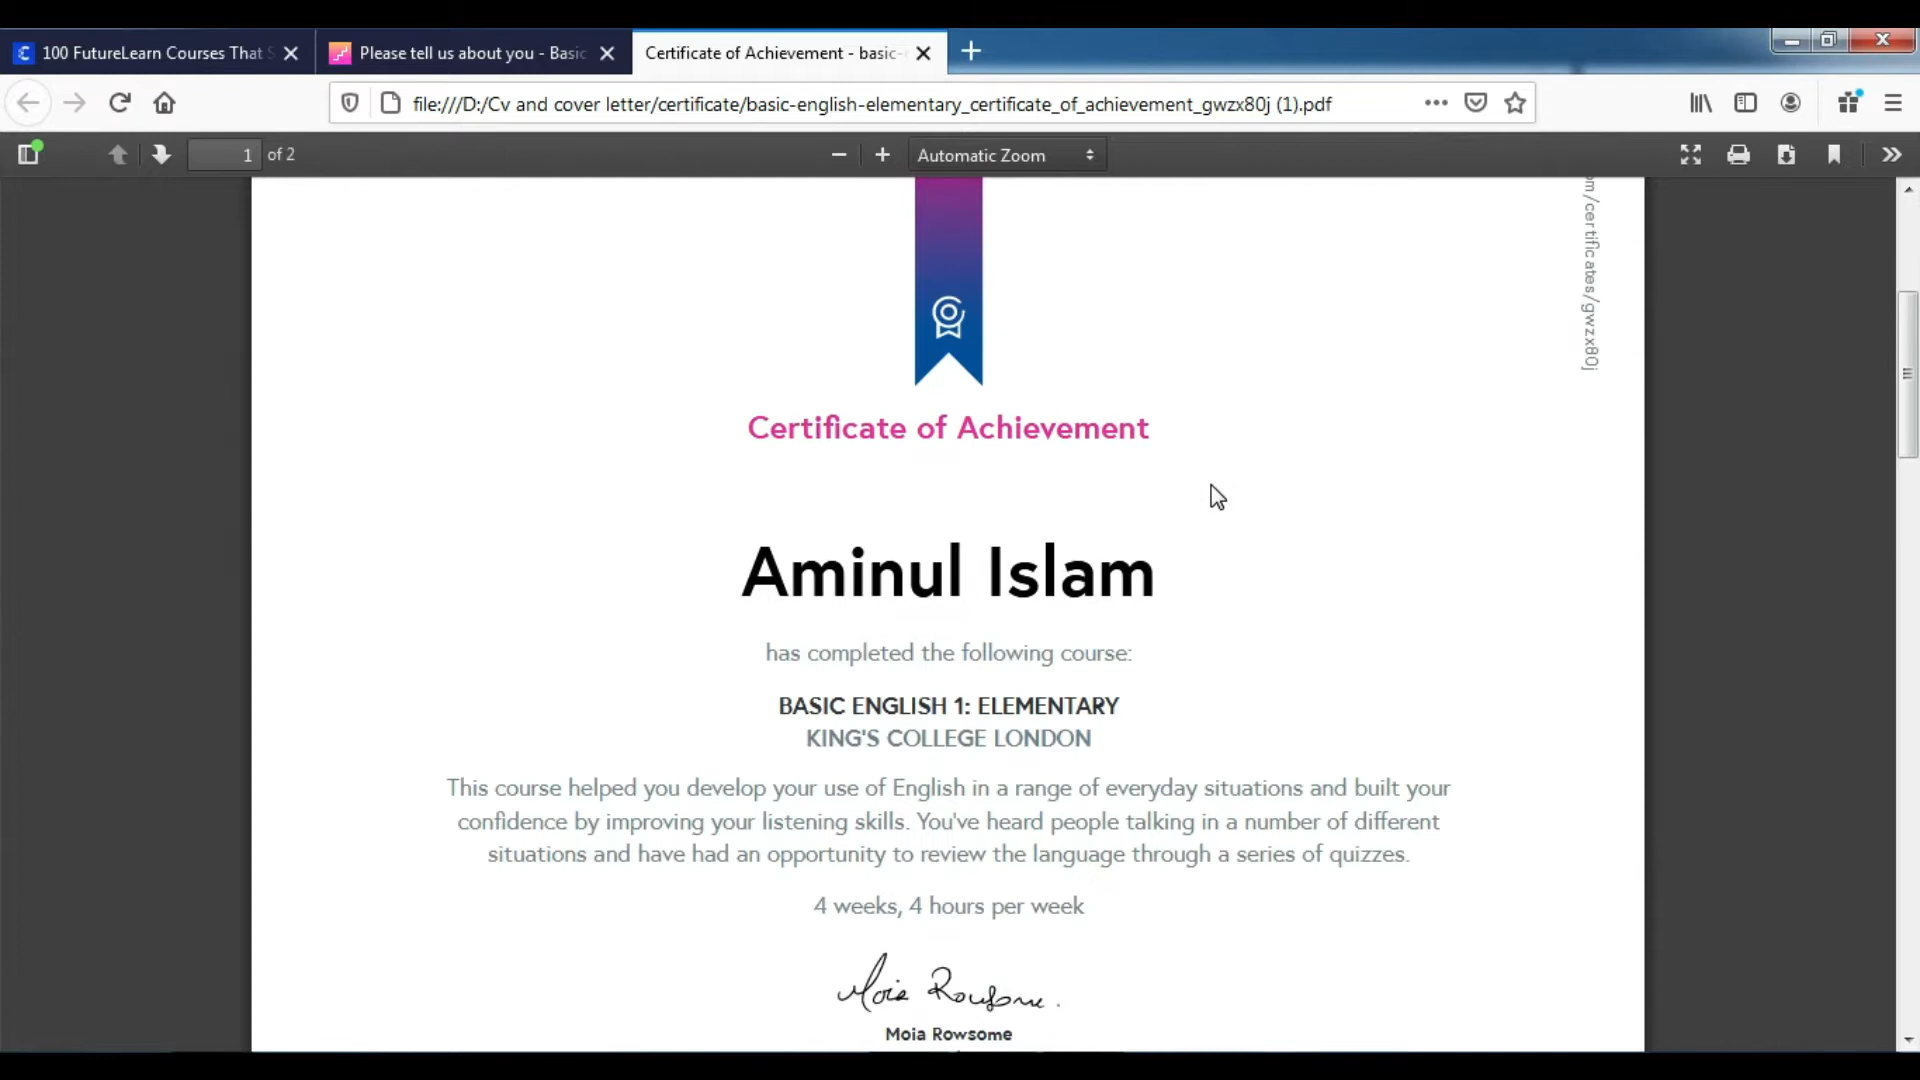 100 FutureLearn Courses That S
Please tell us about you - Basic
Certificate of Achievement - basic-
file:///D:/Cv and cover letter/certificate/basic-english-elementary_certificate_of_achievement_gwzx80j (1).pdf
1 of 2
Automatic Zoom
om/certificates/gwzx80j
Certificate of Achievement
Aminul Islam
has completed the following course:
BASIC ENGLISH 1: ELEMENTARY
KING'S COLLEGE LONDON
This course helped you develop your use of English in a range of everyday situations and built your
confidence by improving your listening skills. You've heard people talking in a number of different
situations and have had an opportunity to review the language through a series of quizzes.
4 weeks, 4 hours per week
Moia Rowsome
Moia Rowsome